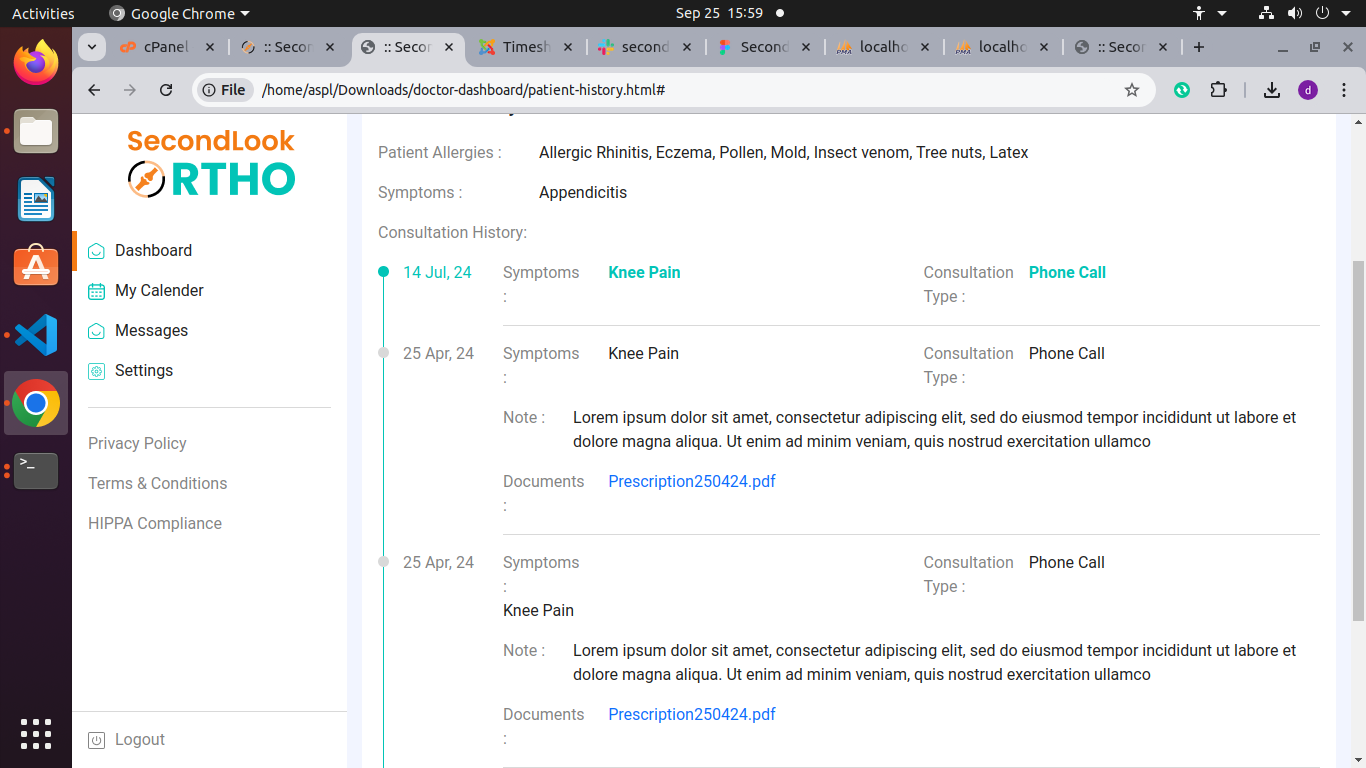 Activities
Google Chrome
Sep 25 15:59
cPanel
:: Secon
:: Secon
Timesh
second
Second
localho
localho
:: Secon
File
/home/aspl/Downloads/doctor-dashboard/patient-history.html#
d
SecondLook
RTHO
Dashboard
My Calender
Messages
Settings
Privacy Policy
Terms & Conditions
HIPPA Compliance
Logout
Patient Allergies :
Allergic Rhinitis, Eczema, Pollen, Mold, Insect venom, Tree nuts, Latex
Symptoms :
Appendicitis
Consultation History:
14 Jul, 24
Symptoms
:
Knee Pain
Consultation
Type :
Phone Call
25 Apr, 24
Symptoms
:
Knee Pain
Consultation
Type :
Phone Call
Note :
Lorem ipsum dolor sit amet, consectetur adipiscing elit, sed do eiusmod tempor incididunt ut labore et
dolore magna aliqua. Ut enim ad minim veniam, quis nostrud exercitation ullamco
Documents
:
Prescription250424.pdf
25 Apr, 24
Symptoms
:
Knee Pain
Consultation
Type :
Phone Call
Note :
Lorem ipsum dolor sit amet, consectetur adipiscing elit, sed do eiusmod tempor incididunt ut labore et
dolore magna aliqua. Ut enim ad minim veniam, quis nostrud exercitation ullamco
Documents
:
Prescription250424.pdf